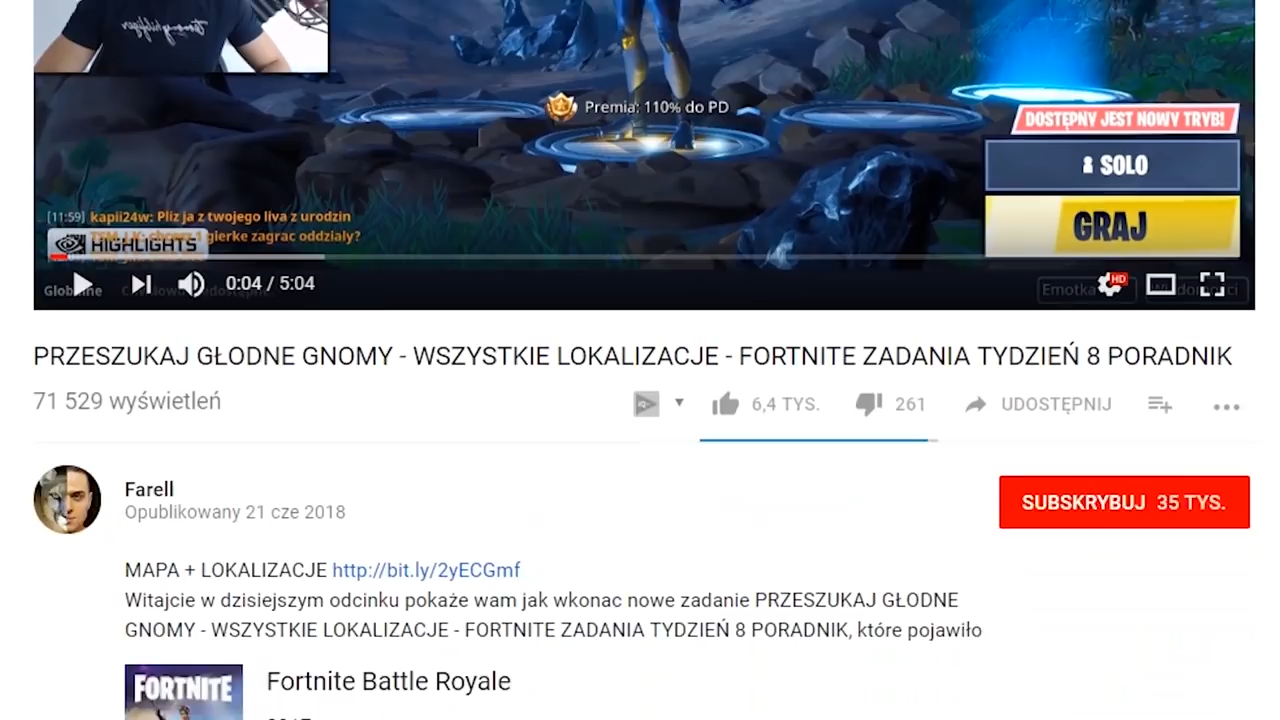 Premia: 110% do PD
DOSTĘPNY JEST NOWY TRYB!
SOLO
GRAJ
[11:59] kapii24w: Pliz ja z twojego liva z urodzin
gierke zagrac oddzialy?
HIGHLIGHTS
0:04 / 5:04
HD
Emotka
PRZESZUKAJ GŁODNE GNOMY - WSZYSTKIE LOKALIZACJE - FORTNITE ZADANIA TYDZIEŃ 8 PORADNIK
71 529 wyświetleń
6,4 TYS.
261
UDOSTĘPNIJ
Farell
Opublikowany 21 cze 2018
SUBSKRYBUJ 35 TYS.
MAPA + LOKALIZACJE http://bit.ly/2yECGmf
Witajcie w dzisiejszym odcinku pokaże wam jak wkonac nowe zadanie PRZESZUKAJ GŁODNE
GNOMY - WSZYSTKIE LOKALIZACJE - FORTNITE ZADANIA TYDZIEŃ 8 PORADNIK, które pojawiło
FORTNITE
Fortnite Battle Royale